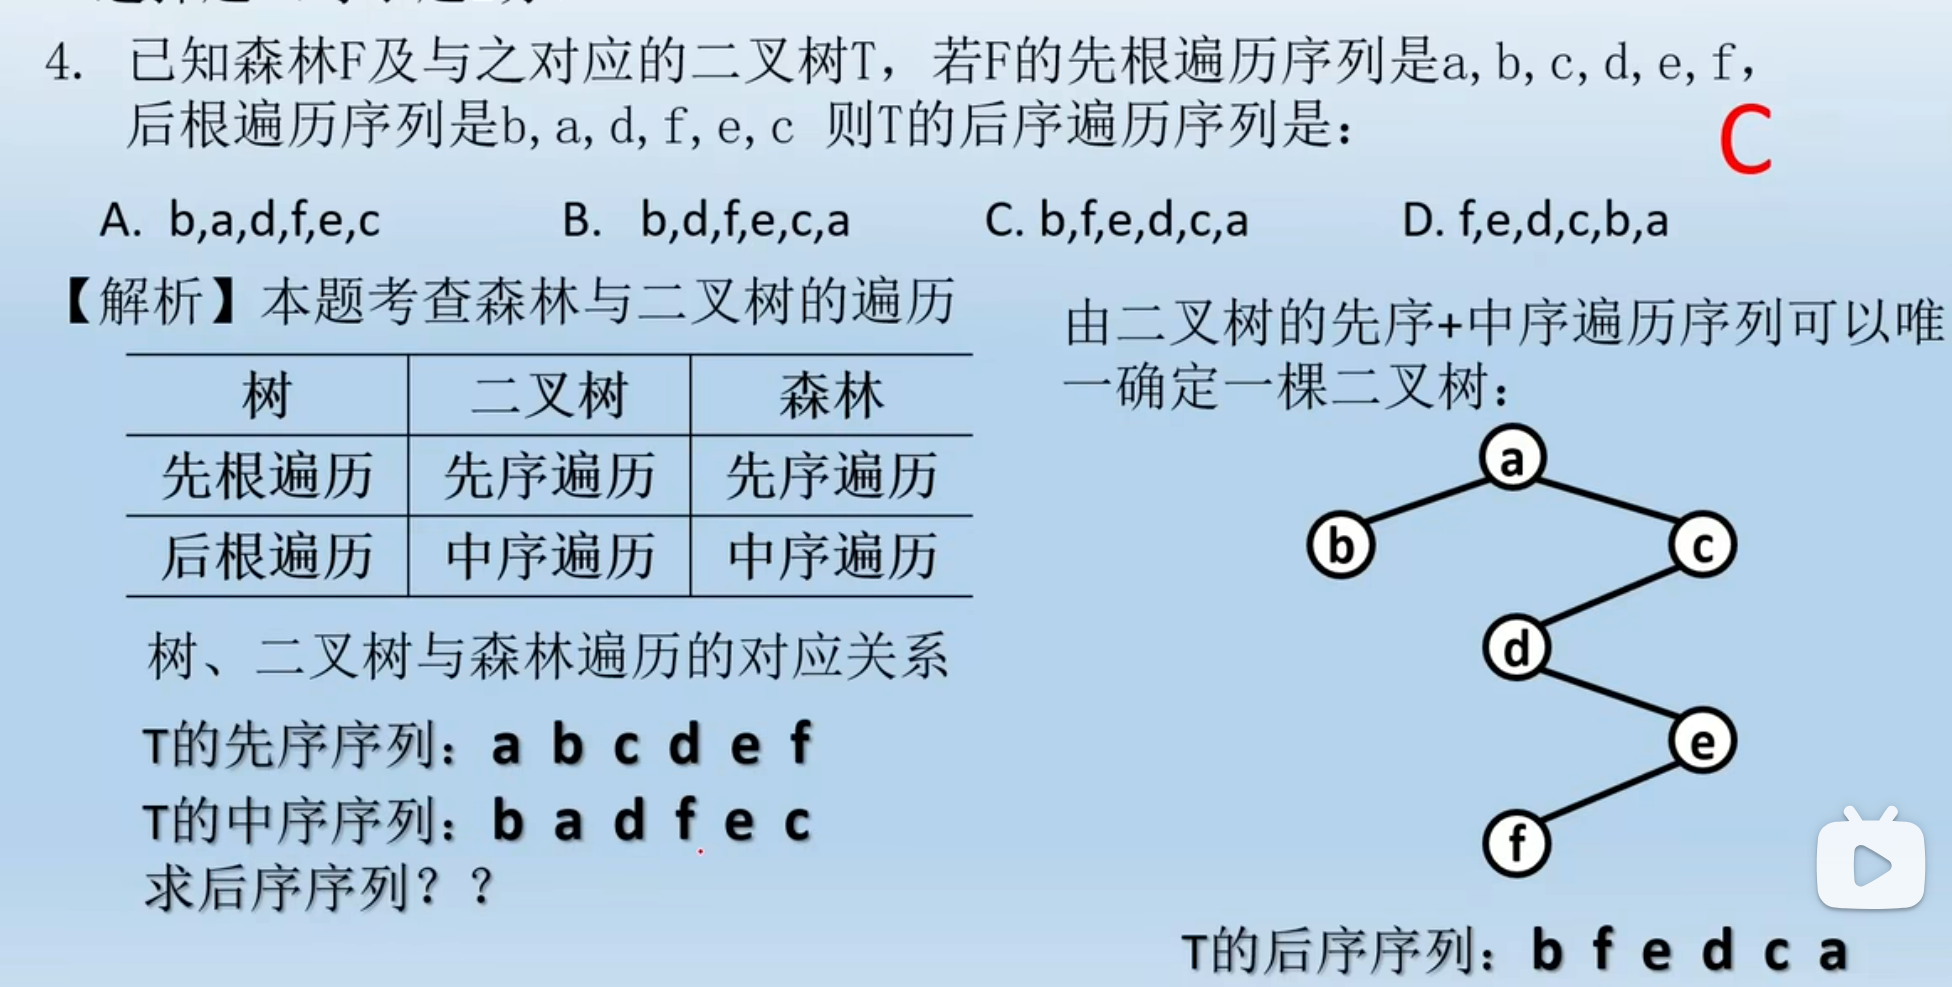 4. 已知森林F及与之对应的二叉树T，若F的先根遍历序列是a,b,c,d,e,f，
后根遍历序列是b,a,d,f,e,c 则T的后序遍历序列是：
C
A. b,a,d,f,e,c B. b,d,f,e,c,a C. b,f,e,d,c,a D. f,e,d,c,b,a
【解析】本题考查森林与二叉树的遍历
树 二叉树 森林
先根遍历 先序遍历 先序遍历
后根遍历 中序遍历 中序遍历
树、二叉树与森林遍历的对应关系
T的先序序列：a b c d e f
T的中序序列：b a d f e c
求后序序列？？
由二叉树的先序+中序遍历序列可以唯
一确定一棵二叉树：
a
b c
d
e
f
T的后序序列：b f e d c a